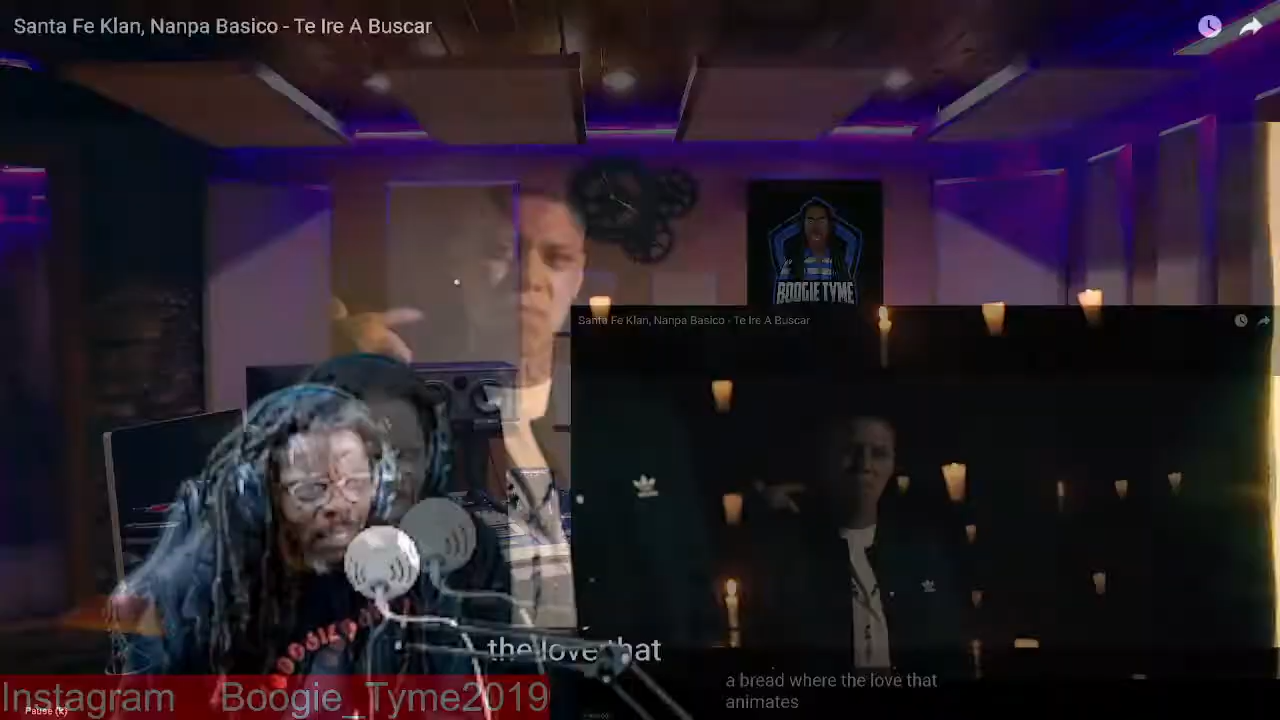 Santa Fe Klan, Nanpa Basico - Te Ire A Buscar
BOOGIE TYME
Santa Fe Klan, Nanpa Basico - Te Ire A Buscar
the love that
a bread where the love that
animates
Instagram Boogie_Tyme2019
Pause (k)